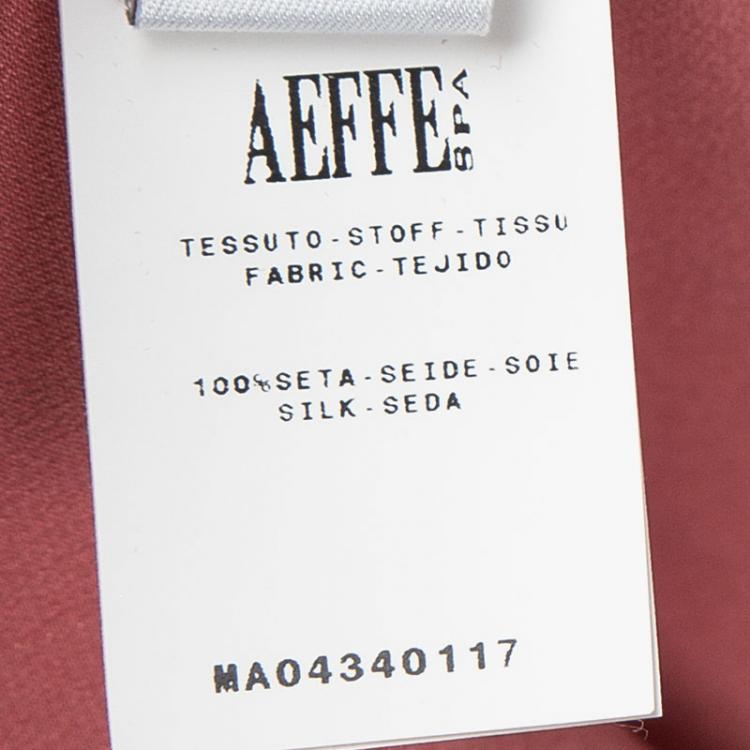 AEFFE SPA
TESSUTO-STOFF-TISSU
FABRIC-TEJIDO
100%SETA-SEIDE-SOIE
SILK-SEDA
MA04340117